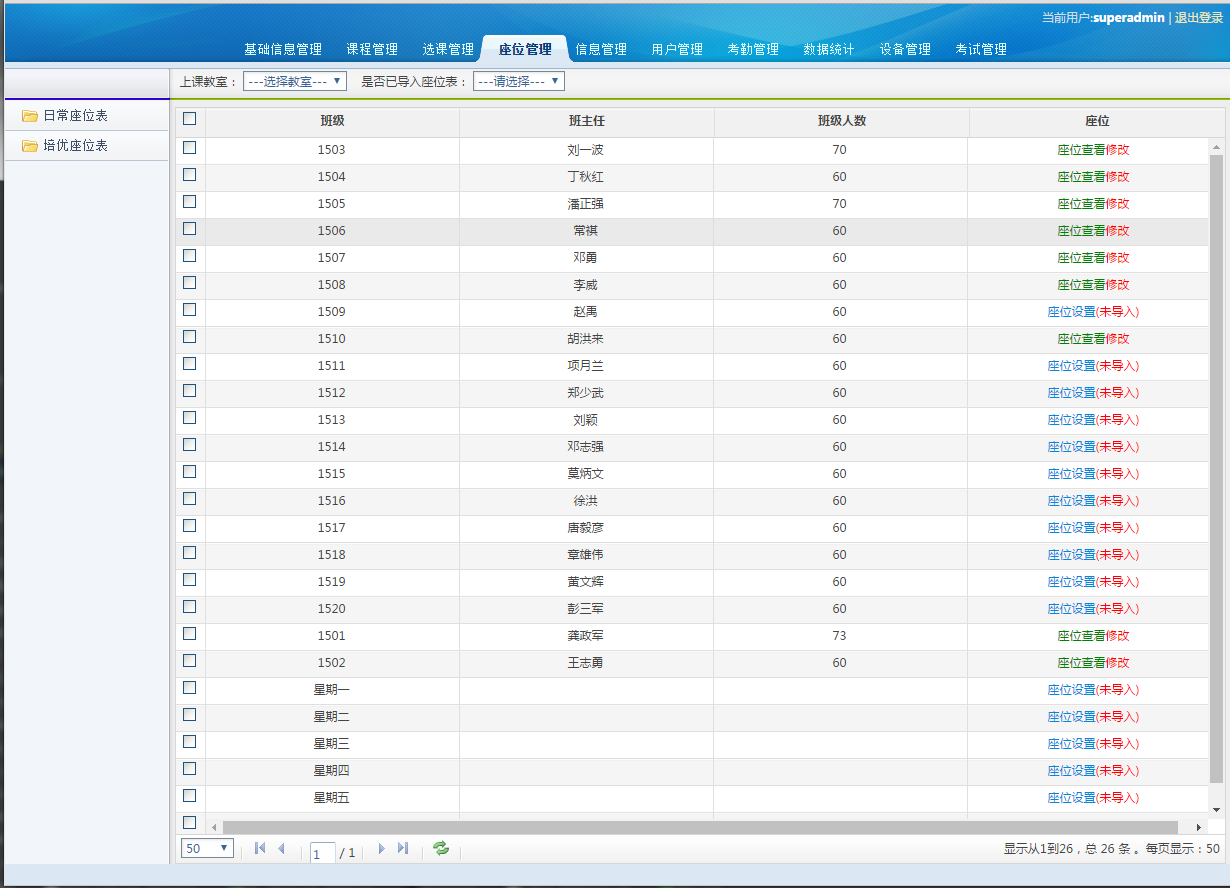 当前用户:superadmin | 退出登录
基础信息管理 课程管理 选课管理 座位管理 信息管理 用户管理 考勤管理 数据统计 设备管理 考试管理
上课教室： ---选择教室--- 是否已导入座位表： ---请选择---
日常座位表
培优座位表
班级 班主任 班级人数 座位
1503 刘一波 70 座位查看修改
1504 丁秋红 60 座位查看修改
1505 潘正强 70 座位查看修改
1506 常祺 60 座位查看修改
1507 邓勇 60 座位查看修改
1508 李威 60 座位查看修改
1509 赵禹 60 座位设置(未导入)
1510 胡洪来 60 座位查看修改
1511 项月兰 60 座位设置(未导入)
1512 郑少武 60 座位设置(未导入)
1513 刘颖 60 座位设置(未导入)
1514 邓志强 60 座位设置(未导入)
1515 莫炳文 60 座位设置(未导入)
1516 徐洪 60 座位设置(未导入)
1517 唐毅彦 60 座位设置(未导入)
1518 章雄伟 60 座位设置(未导入)
1519 黄文辉 60 座位设置(未导入)
1520 彭三军 60 座位设置(未导入)
1501 龚政军 73 座位查看修改
1502 王志勇 60 座位查看修改
星期一 座位设置(未导入)
星期二 座位设置(未导入)
星期三 座位设置(未导入)
星期四 座位设置(未导入)
星期五 座位设置(未导入)
50 1 / 1 显示从1到26，总 26 条 。每页显示：50